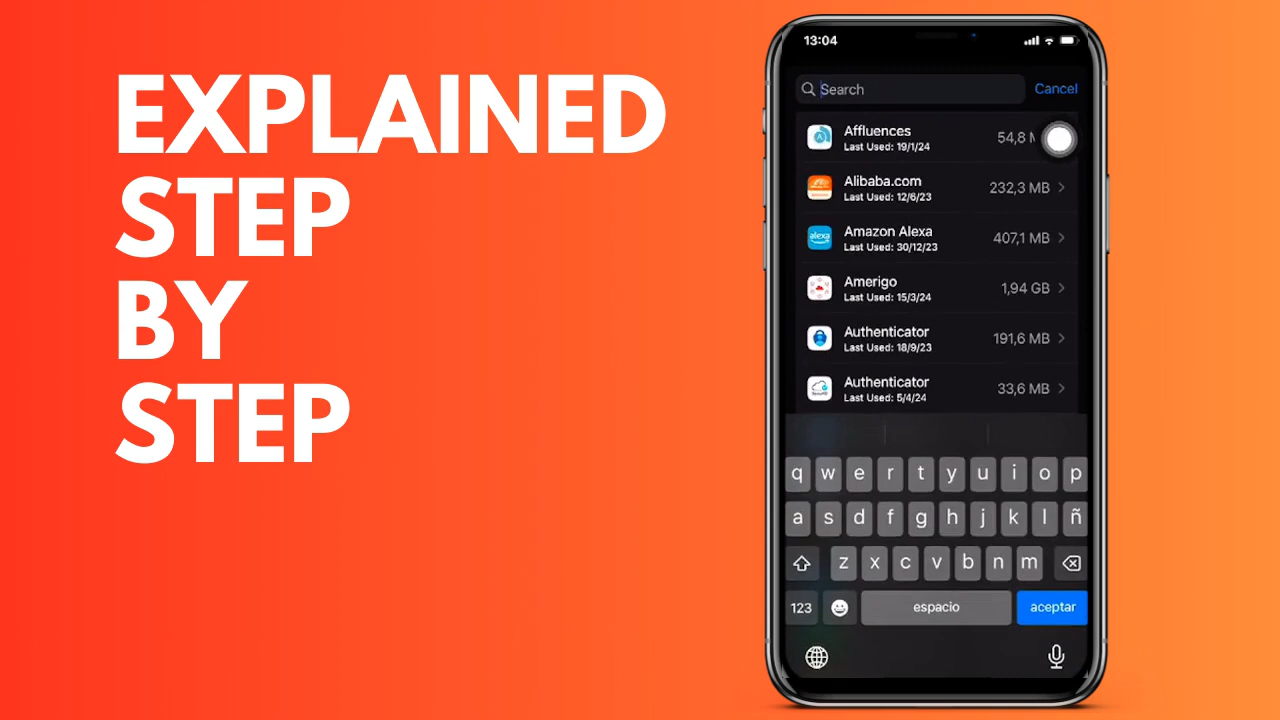 EXPLAINED
STEP
BY
STEP
13:04
Search
Cancel
Affluences
54,8 M
Last Used: 19/1/24
Alibaba.com
232,3 MB
Last Used: 12/6/23
alexa
Amazon Alexa
407,1 MB
Last Used: 30/12/23
Amerigo
1,94 GB
Last Used: 15/3/24
Authenticator
191,6 MB
Last Used: 18/9/23
Authenticator
33,6 MB
Last Used: 5/4/24
q w e r t y u i o p
a s d f g h j k l ñ
z x c v b n m
123 espacio aceptar